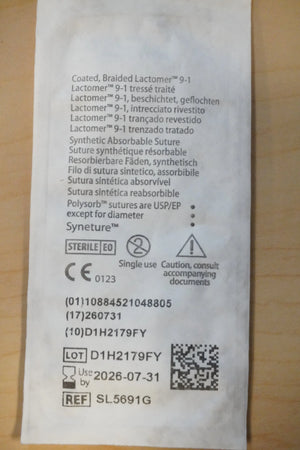 Coated, Braided Lactomer™ 9-1
Lactomer™ 9-1 tressé traité
Lactomer™ 9-1, beschichtet, geflochten
Lactomer™ 9-1, intrecciato rivestito
Lactomer™ 9-1 trançado revestido
Lactomer™ 9-1 trenzado tratado
Synthetic Absorbable Suture
Suture synthétique résorbable
Resorbierbare Fäden, synthetisch
Filo di sutura sintetico, assorbibile
Sutura sintética absorvível
Sutura sintética reabsorbible
Polysorb™ sutures are USP/EP
except for diameter
Syneture™
STERILE EO
2
Single use
Caution, consult
accompanying
documents
CE 0123
(01)10884521048805
(17)260731
(10)D1H2179FY
LOT D1H2179FY
Use by 2026-07-31
REF SL5691G